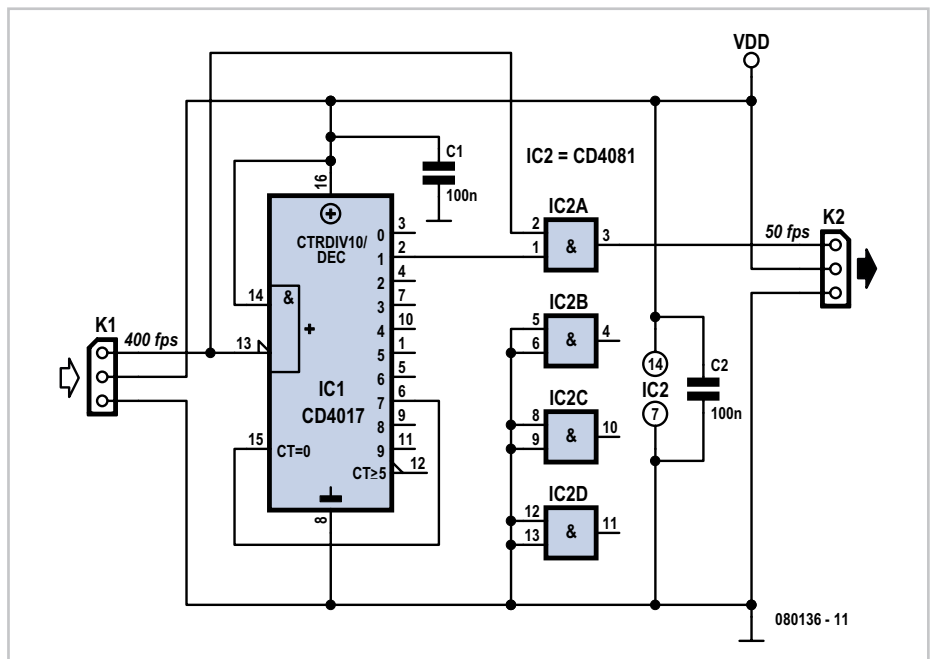 VDD
C1
100n
IC2 = CD4081
16
CTRDIV10/
DEC
0 3
1 2
2 4
3 7
4 10
5 1
6 5
7 6
8 9
9 11
CT≥5 12
14 &
+
13
K1
400 fps
IC1
CD4017
15 CT=0
8
IC2A
2
1
& 3
50 fps
K2
IC2B
5
6
& 4
IC2C
8
9
& 10
IC2D
12
13
& 11
14
IC2
7
C2
100n
080136 - 11